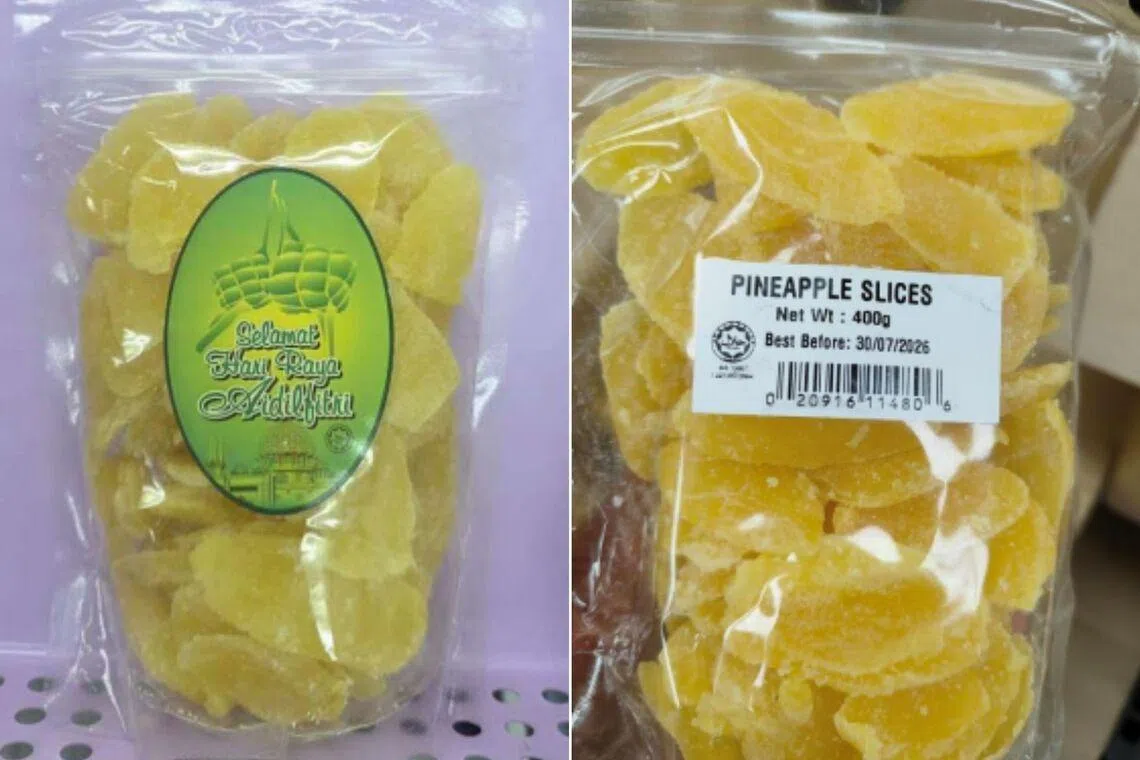 Selamat
Hari Raya
Aidilfitri
PINEAPPLE SLICES
Net Wt : 400g
Best Before: 30/07/2026
0 20916 11480 6